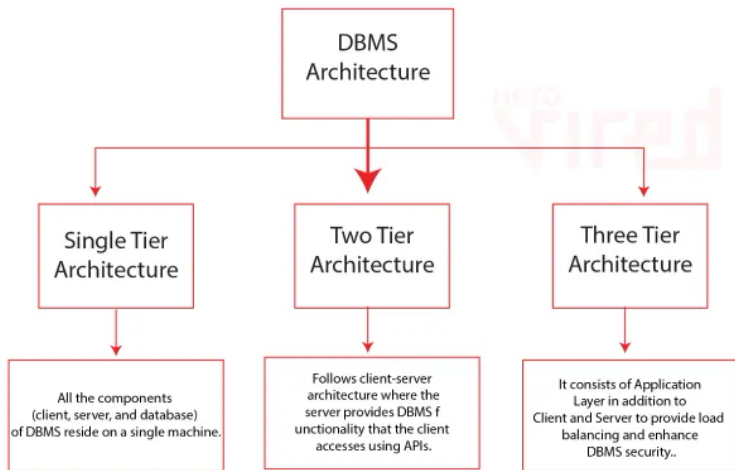 DBMS
Architecture
Single Tier
Architecture
Two Tier
Architecture
Three Tier
Architecture
All the components
(client, server, and database)
of DBMS reside on a single machine.
Follows client-server
architecture where the
server provides DBMS f
unctionality that the client
accesses using APIs.
It consists of Application
Layer in addition to
Client and Server to provide load
balancing and enhance
DBMS security..